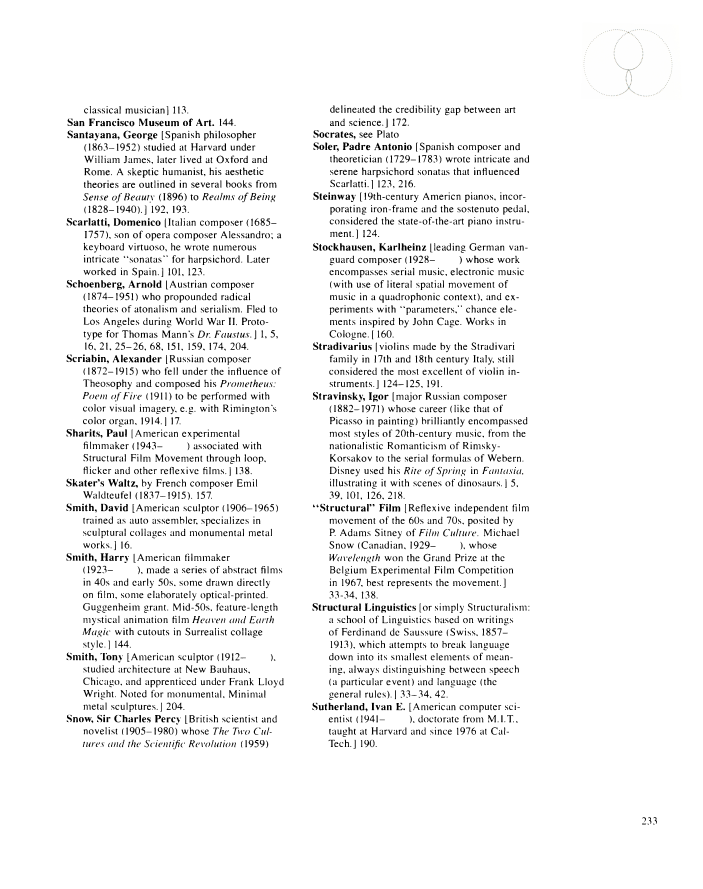 classical musician] 113.
San Francisco Museum of Art. 144.
Santayana, George [Spanish philosopher
(1863–1952) studied at Harvard under
William James, later lived at Oxford and
Rome. A skeptic humanist, his aesthetic
theories are outlined in several books from
Sense of Beauty (1896) to Realms of Being
(1828–1940).] 192, 193.
Scarlatti, Domenico [Italian composer (1685–
1757), son of opera composer Alessandro; a
keyboard virtuoso, he wrote numerous
intricate “sonatas” for harpsichord. Later
worked in Spain.] 101, 123.
Schoenberg, Arnold [Austrian composer
(1874–1951) who propounded radical
theories of atonalism and serialism. Fled to
Los Angeles during World War II. Proto-
type for Thomas Mann's Dr. Faustus.] 1, 5,
16, 21, 25–26, 68, 151, 159, 174, 204.
Scriabin, Alexander [Russian composer
(1872–1915) who fell under the influence of
Theosophy and composed his Prometheus:
Poem of Fire (1911) to be performed with
color visual imagery, e.g. with Rimington's
color organ, 1914.] 17.
Sharits, Paul [American experimental
filmmaker (1943– ) associated with
Structural Film Movement through loop,
flicker and other reflexive films.] 138.
Skater's Waltz, by French composer Emil
Waldteufel (1837–1915). 157.
Smith, David [American sculptor (1906–1965)
trained as auto assembler, specializes in
sculptural collages and monumental metal
works.] 16.
Smith, Harry [American filmmaker
(1923– ), made a series of abstract films
in 40s and early 50s, some drawn directly
on film, some elaborately optical-printed.
Guggenheim grant. Mid-50s, feature-length
mystical animation film Heaven and Earth
Magic with cutouts in Surrealist collage
style.] 144.
Smith, Tony [American sculptor (1912– ),
studied architecture at New Bauhaus,
Chicago, and apprenticed under Frank Lloyd
Wright. Noted for monumental, Minimal
metal sculptures.] 204.
Snow, Sir Charles Percy [British scientist and
novelist (1905–1980) whose The Two Cul-
tures and the Scientific Revolution (1959)
delineated the credibility gap between art
and science.] 172.
Socrates, see Plato
Soler, Padre Antonio [Spanish composer and
theoretician (1729–1783) wrote intricate and
serene harpsichord sonatas that influenced
Scarlatti.] 123, 216.
Steinway [19th-century Americn pianos, incor-
porating iron-frame and the sostenuto pedal,
considered the state-of-the-art piano instru-
ment.] 124.
Stockhausen, Karlheinz [leading German van-
guard composer (1928– ) whose work
encompasses serial music, electronic music
(with use of literal spatial movement of
music in a quadrophonic context), and ex-
periments with “parameters,” chance ele-
ments inspired by John Cage. Works in
Cologne.] 160.
Stradivarius [violins made by the Stradivari
family in 17th and 18th century Italy, still
considered the most excellent of violin in-
struments.] 124–125, 191.
Stravinsky, Igor [major Russian composer
(1882–1971) whose career (like that of
Picasso in painting) brilliantly encompassed
most styles of 20th-century music, from the
nationalistic Romanticism of Rimsky-
Korsakov to the serial formulas of Webern.
Disney used his Rite of Spring in Fantasia,
illustrating it with scenes of dinosaurs.] 5,
39, 101, 126, 218.
“Structural” Film [Reflexive independent film
movement of the 60s and 70s, posited by
P. Adams Sitney of Film Culture. Michael
Snow (Canadian, 1929– ), whose
Wavelength won the Grand Prize at the
Belgium Experimental Film Competition
in 1967, best represents the movement.]
33-34, 138.
Structural Linguistics [or simply Structuralism:
a school of Linguistics based on writings
of Ferdinand de Saussure (Swiss, 1857–
1913), which attempts to break language
down into its smallest elements of mean-
ing, always distinguishing between speech
(a particular event) and language (the
general rules).] 33–34, 42.
Sutherland, Ivan E. [American computer sci-
entist (1941– ), doctorate from M.I.T.,
taught at Harvard and since 1976 at Cal-
Tech.] 190.
233